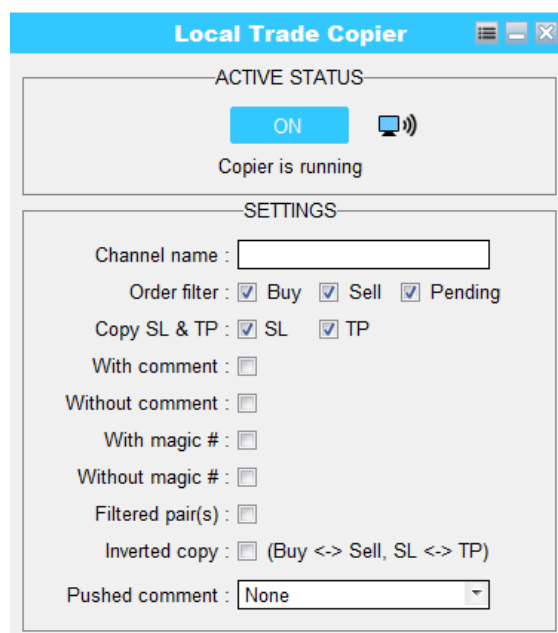 Local Trade Copier
ACTIVE STATUS
ON
Copier is running
SETTINGS
Channel name :
Order filter : Buy Sell Pending
Copy SL & TP : SL TP
With comment :
Without comment :
With magic # :
Without magic # :
Filtered pair(s) :
Inverted copy : (Buy <-> Sell, SL <-> TP)
Pushed comment : None